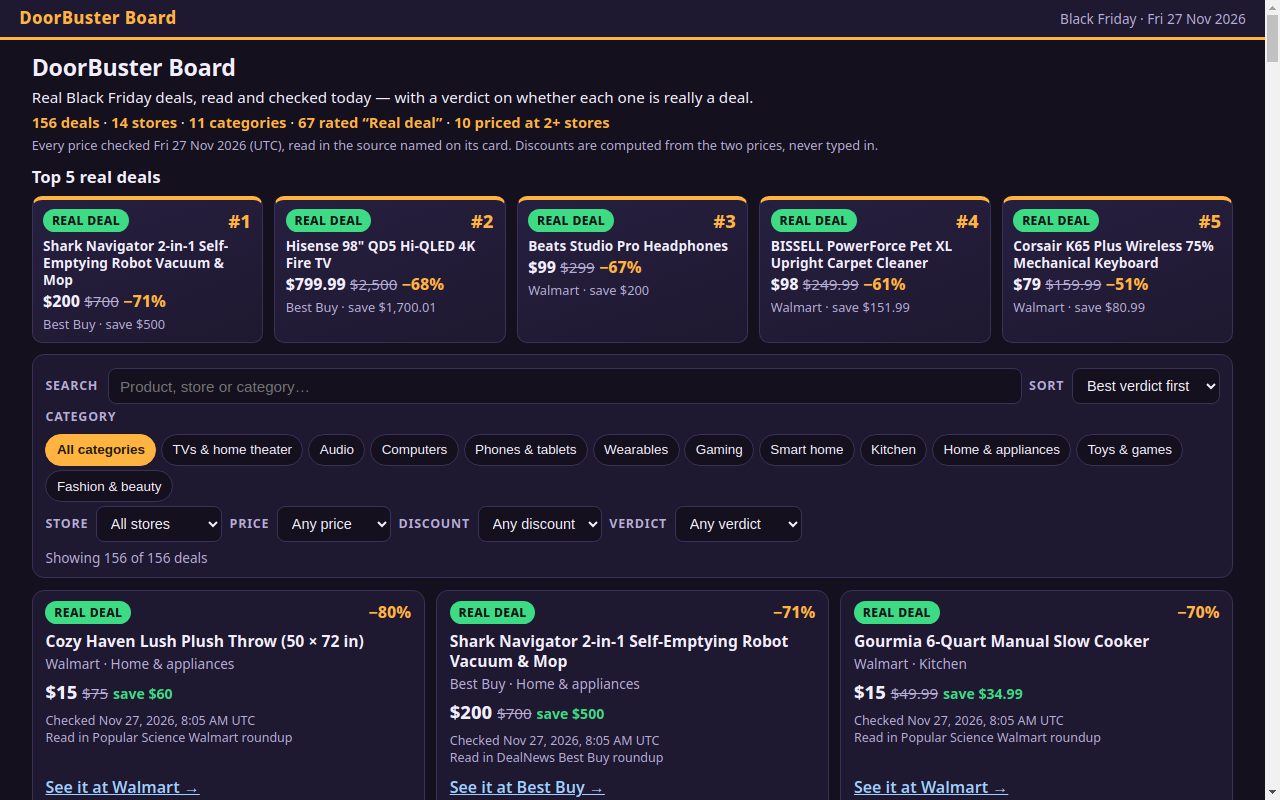 DoorBuster Board
Black Friday · Fri 27 Nov 2026
DoorBuster Board
Real Black Friday deals, read and checked today — with a verdict on whether each one is really a deal.
156 deals · 14 stores · 11 categories · 67 rated “Real deal” · 10 priced at 2+ stores
Every price checked Fri 27 Nov 2026 (UTC), read in the source named on its card. Discounts are computed from the two prices, never typed in.
Top 5 real deals
REAL DEAL
#1
Shark Navigator 2-in-1 Self-
Emptying Robot Vacuum &
Mop
$200 $700 −71%
Best Buy · save $500
REAL DEAL
#2
Hisense 98" QD5 Hi-QLED 4K
Fire TV
$799.99 $2,500 −68%
Best Buy · save $1,700.01
REAL DEAL
#3
Beats Studio Pro Headphones
$99 $299 −67%
Walmart · save $200
REAL DEAL
#4
BISSELL PowerForce Pet XL
Upright Carpet Cleaner
$98 $249.99 −61%
Walmart · save $151.99
REAL DEAL
#5
Corsair K65 Plus Wireless 75%
Mechanical Keyboard
$79 $159.99 −51%
Walmart · save $80.99
SEARCH
Product, store or category…
SORT
Best verdict first
CATEGORY
All categories
TVs & home theater
Audio
Computers
Phones & tablets
Wearables
Gaming
Smart home
Kitchen
Home & appliances
Toys & games
Fashion & beauty
STORE
All stores
PRICE
Any price
DISCOUNT
Any discount
VERDICT
Any verdict
Showing 156 of 156 deals
REAL DEAL
−80%
Cozy Haven Lush Plush Throw (50 × 72 in)
Walmart · Home & appliances
$15 $75 save $60
Checked Nov 27, 2026, 8:05 AM UTC
Read in Popular Science Walmart roundup
See it at Walmart →
REAL DEAL
−71%
Shark Navigator 2-in-1 Self-Emptying Robot
Vacuum & Mop
Best Buy · Home & appliances
$200 $700 save $500
Checked Nov 27, 2026, 8:05 AM UTC
Read in DealNews Best Buy roundup
See it at Best Buy →
REAL DEAL
−70%
Gourmia 6-Quart Manual Slow Cooker
Walmart · Kitchen
$15 $49.99 save $34.99
Checked Nov 27, 2026, 8:05 AM UTC
Read in Popular Science Walmart roundup
See it at Walmart →